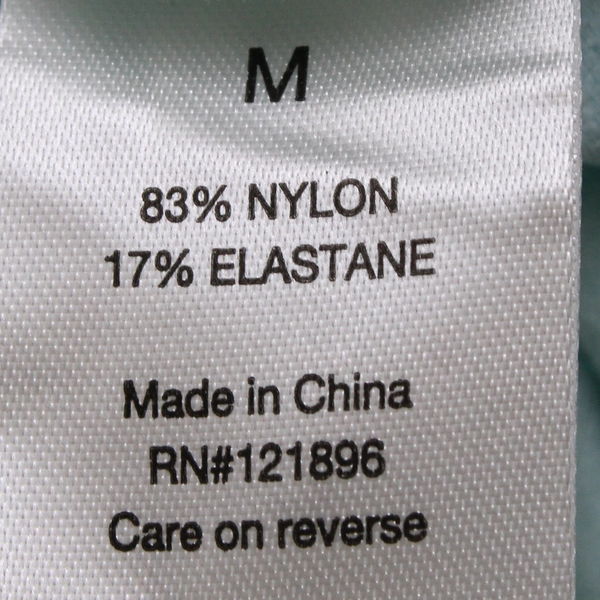 M
83% NYLON
17% ELASTANE
Made in China
RN#121896
Care on reverse